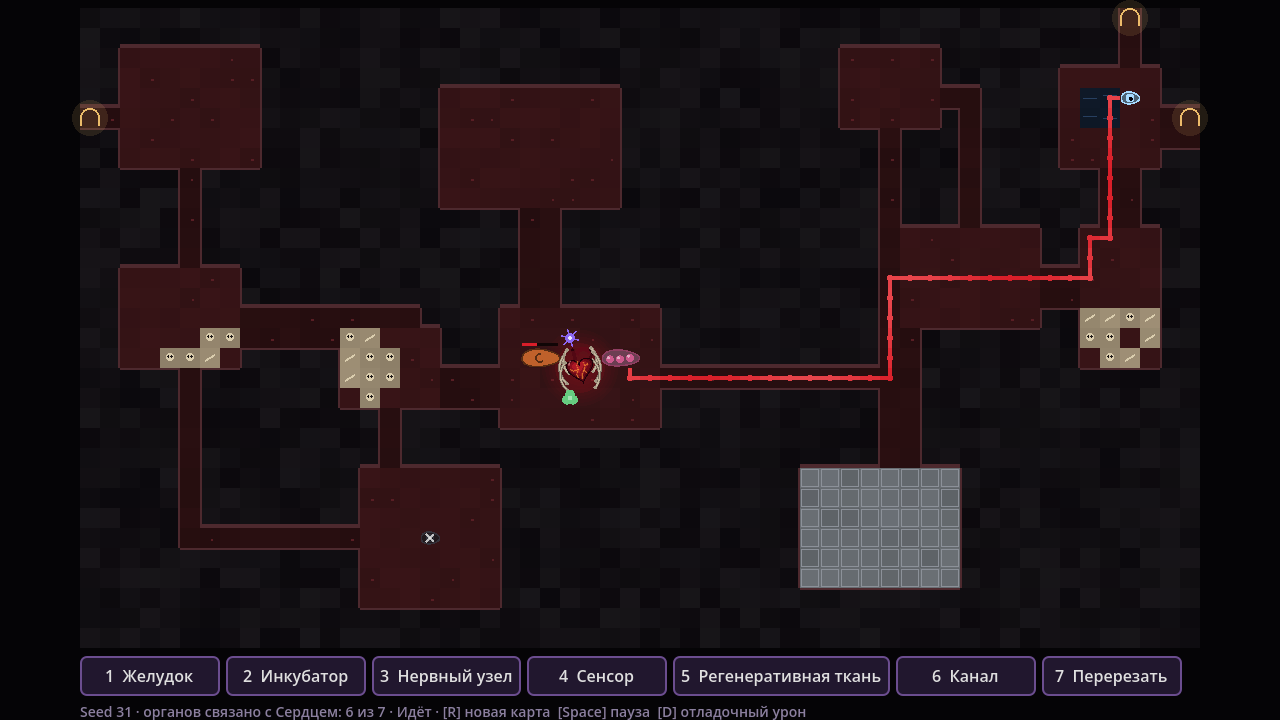 1 Желудок
2 Инкубатор
3 Нервный узел
4 Сенсор
5 Регенеративная ткань
6 Канал
7 Перерезать
Seed 31 · органов связано с Сердцем: 6 из 7 · Идёт · [R] новая карта [Space] пауза [D] отладочный урон